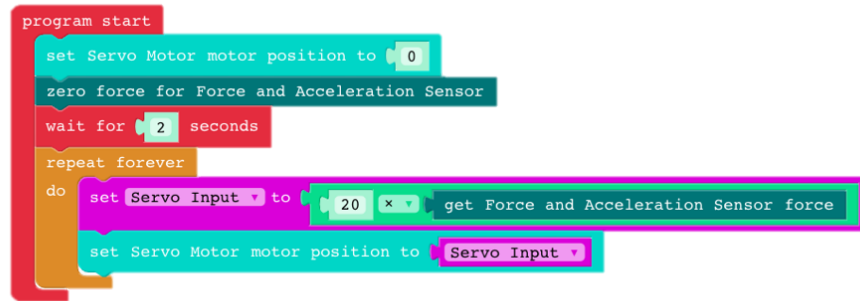 program start
set Servo Motor motor position to 0
zero force for Force and Acceleration Sensor
wait for 2 seconds
repeat forever
do set Servo Input ▾ to 20 × ▾ get Force and Acceleration Sensor force
set Servo Motor motor position to Servo Input ▾